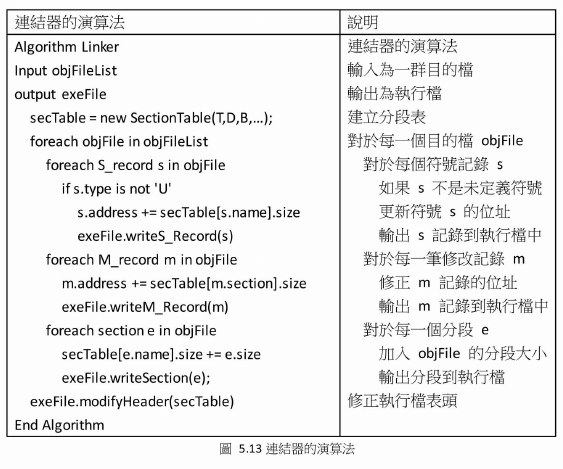 連結器的演算法 說明
Algorithm Linker 連結器的演算法
Input objFileList 輸入為一群目的檔
output exeFile 輸出為執行檔
secTable = new SectionTable(T,D,B,…); 建立分段表
foreach objFile in objFileList 對於每一個目的檔 objFile
foreach S_record s in objFile 對於每個符號記錄 s
if s.type is not 'U' 如果 s 不是未定義符號
s.address += secTable[s.name].size 更新符號 s 的位址
exeFile.writeS_Record(s) 輸出 s 記錄到執行檔中
foreach M_record m in objFile 對於每一筆修改記錄 m
m.address += secTable[m.section].size 修正 m 記錄的位址
exeFile.writeM_Record(m) 輸出 m 記錄到執行檔中
foreach section e in objFile 對於每一個分段 e
secTable[e.name].size += e.size 加入 objFile 的分段大小
exeFile.writeSection(e); 輸出分段到執行檔
exeFile.modifyHeader(secTable) 修正執行檔表頭
End Algorithm
圖 5.13 連結器的演算法